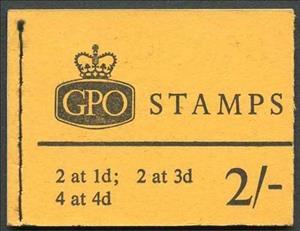 GPO STAMPS
2 at 1d; 2 at 3d
4 at 4d
2/-